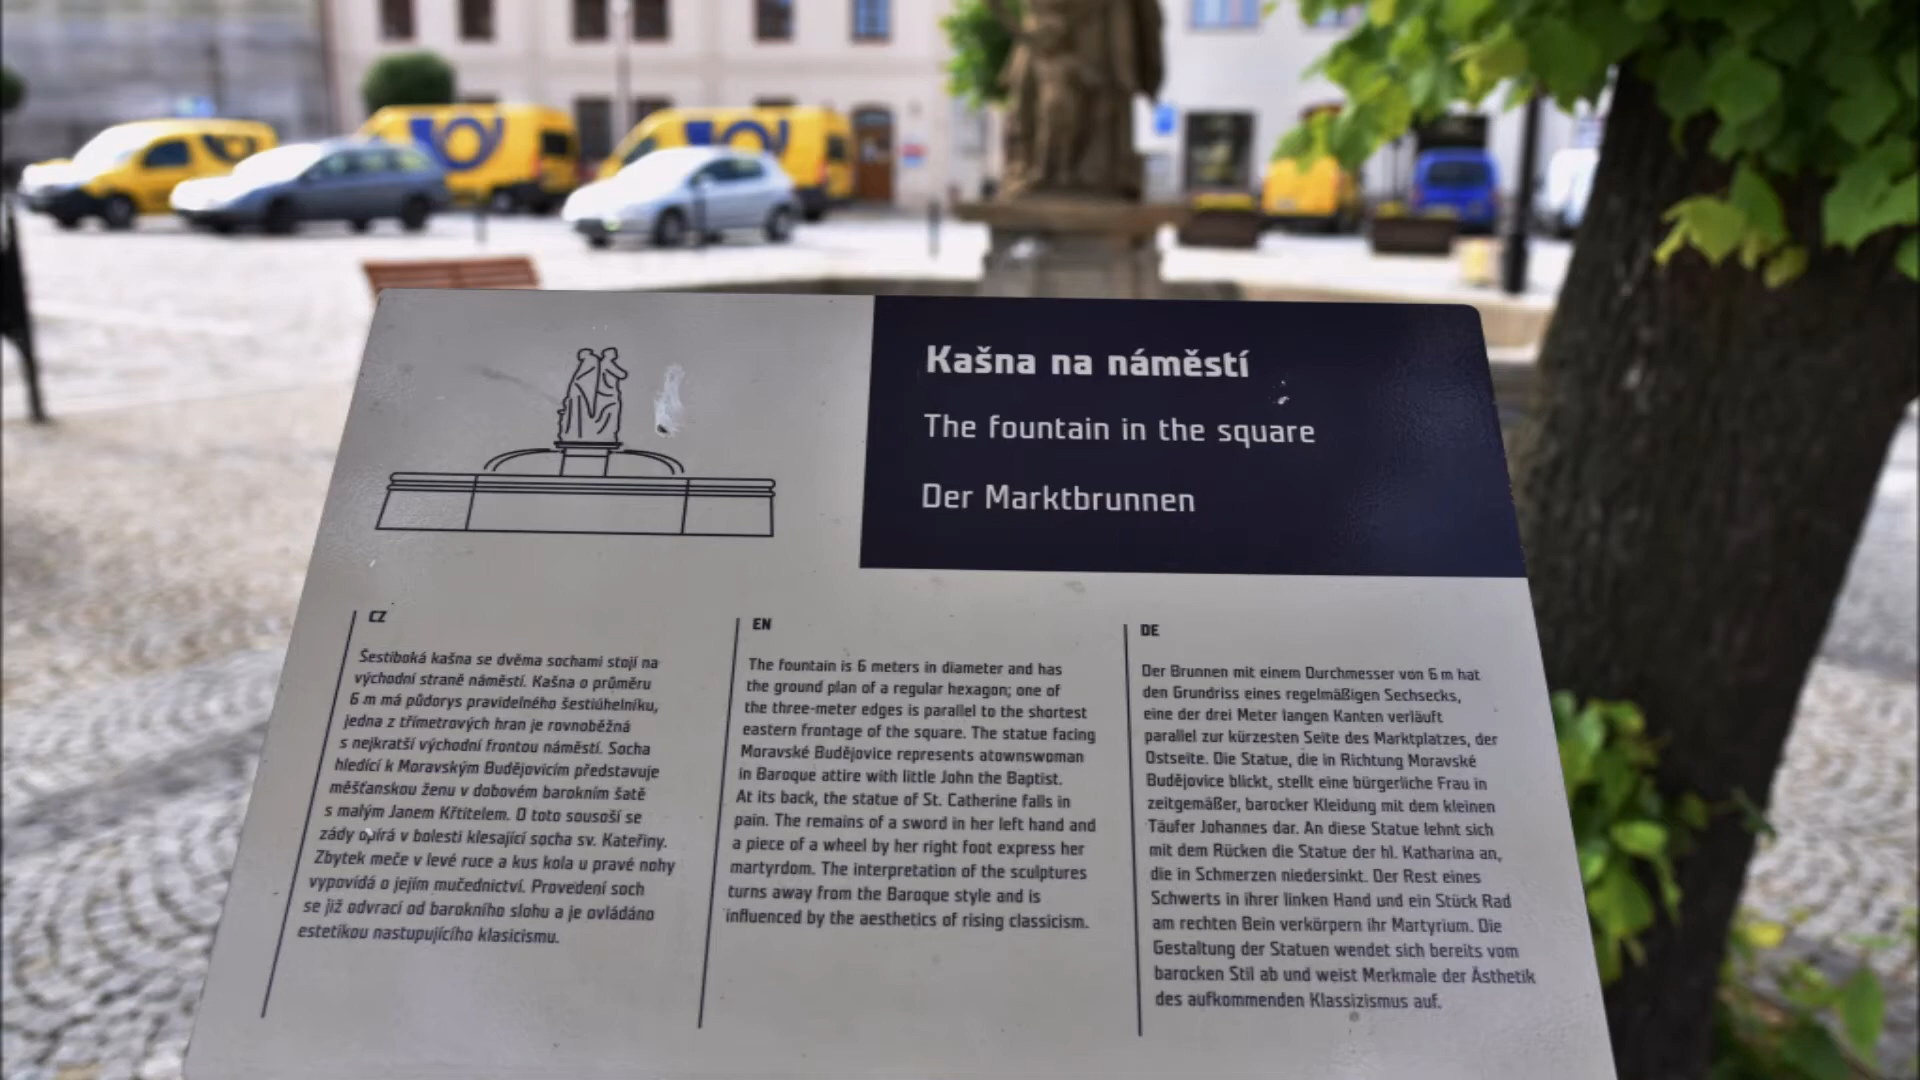 Kašna na náměstí
The fountain in the square
Der Marktbrunnen
CZ
Šestiboká kašna se dvěma sochami stojí na
východní straně náměstí. Kašna o průměru
6 m má půdorys pravidelného šestiúhelníku,
jedna z třímetrových hran je rovnoběžná
s nejkratší východní frontou náměstí. Socha
hledící k Moravským Budějovicím představuje
měšťanskou ženu v dobovém barokním šatě
s malým Janem Křtitelem. O toto sousoší se
zády opírá v bolesti klesající socha sv. Kateřiny.
Zbytek meče v levé ruce a kus kola u pravé nohy
vypovídá o jejím mučednictví. Provedení soch
se již odvrací od barokního slohu a je ovládáno
estetikou nastupujícího klasicismu.
EN
The fountain is 6 meters in diameter and has
the ground plan of a regular hexagon; one of
the three-meter edges is parallel to the shortest
eastern frontage of the square. The statue facing
Moravské Budějovice represents atownswoman
in Baroque attire with little John the Baptist.
At its back, the statue of St. Catherine falls in
pain. The remains of a sword in her left hand and
a piece of a wheel by her right foot express her
martyrdom. The interpretation of the sculptures
turns away from the Baroque style and is
influenced by the aesthetics of rising classicism.
DE
Der Brunnen mit einem Durchmesser von 6 m hat
den Grundriss eines regelmäßigen Sechsecks,
eine der drei Meter langen Kanten verläuft
parallel zur kürzesten Seite des Marktplatzes, der
Ostseite. Die Statue, die in Richtung Moravské
Budějovice blickt, stellt eine bürgerliche Frau in
zeitgemäßer, barocker Kleidung mit dem kleinen
Täufer Johannes dar. An diese Statue lehnt sich
mit dem Rücken die Statue der hl. Katharina an,
die in Schmerzen niedersinkt. Der Rest eines
Schwerts in ihrer linken Hand und ein Stück Rad
am rechten Bein verkörpern ihr Martyrium. Die
Gestaltung der Statuen wendet sich bereits vom
barocken Stil ab und weist Merkmale der Ästhetik
des aufkommenden Klassizismus auf.